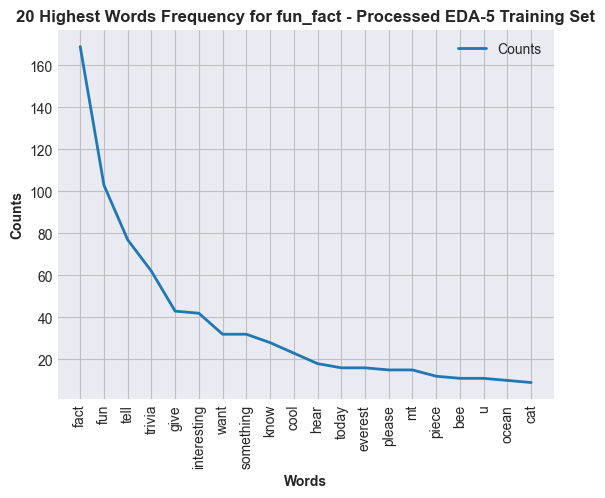 20 Highest Words Frequency for fun_fact - Processed EDA-5 Training Set
Counts
160
140
120
100
80
60
40
20
Counts
fact
fun
tell
trivia
give
interresting
want
something
know
cool
hear
today
everest
please
mt
piece
bee
u
ocean
cat
Words